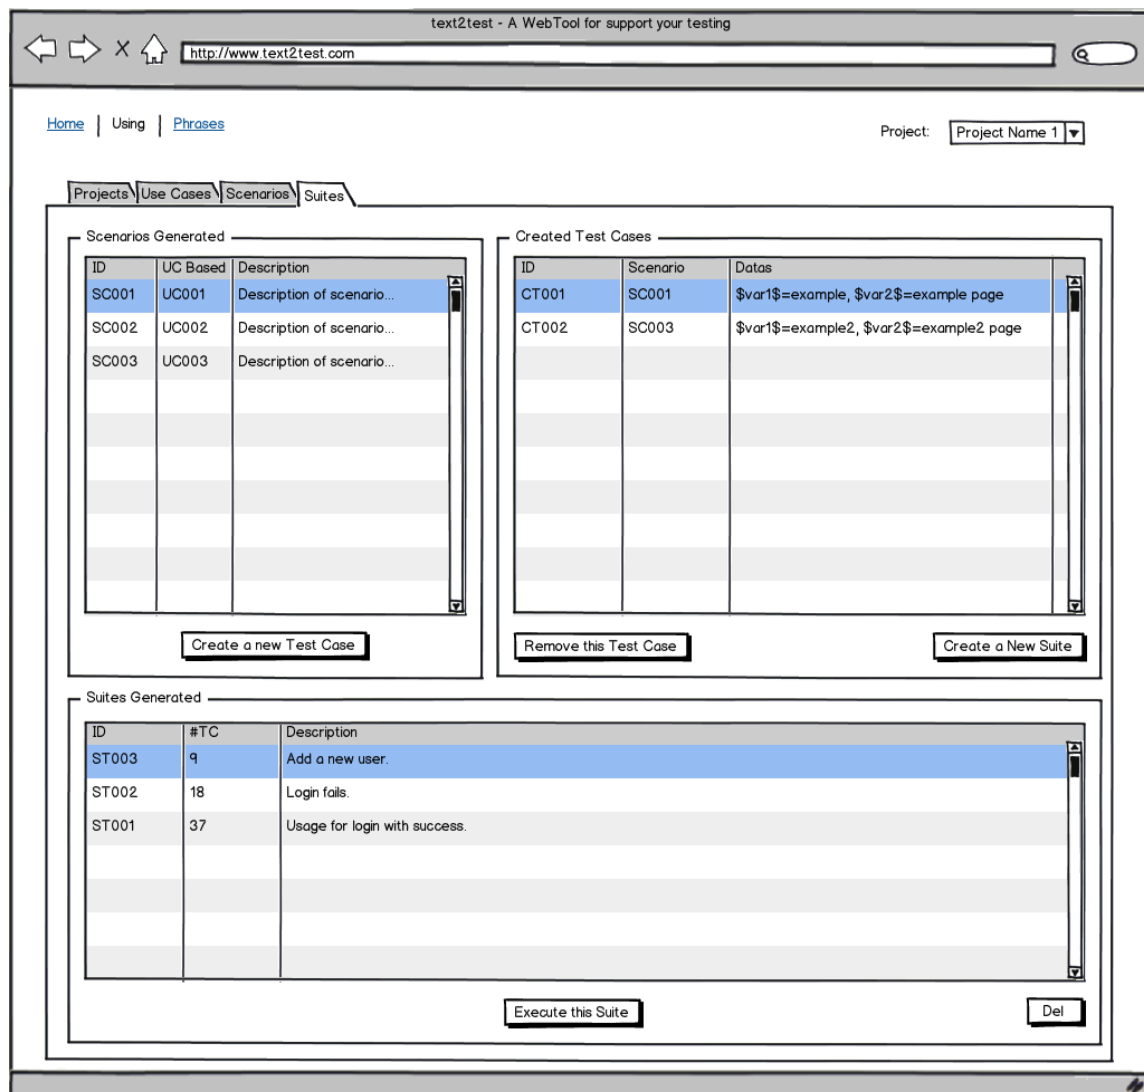 text2test - A WebTool for support your testing
http://www.text2test.com
Home | Using | Phrases
Project: Project Name 1
Projects Use Cases Scenarios Suites
Scenarios Generated
ID UC Based Description
SC001 UC001 Description of scenario...
SC002 UC002 Description of scenario...
SC003 UC003 Description of scenario...
Create a new Test Case
Created Test Cases
ID Scenario Datas
CT001 SC001 $var1$=example, $var2$=example page
CT002 SC003 $var1$=example2, $var2$=example2 page
Remove this Test Case Create a New Suite
Suites Generated
ID #TC Description
ST003 9 Add a new user.
ST002 18 Login fails.
ST001 37 Usage for login with success.
Execute this Suite Del